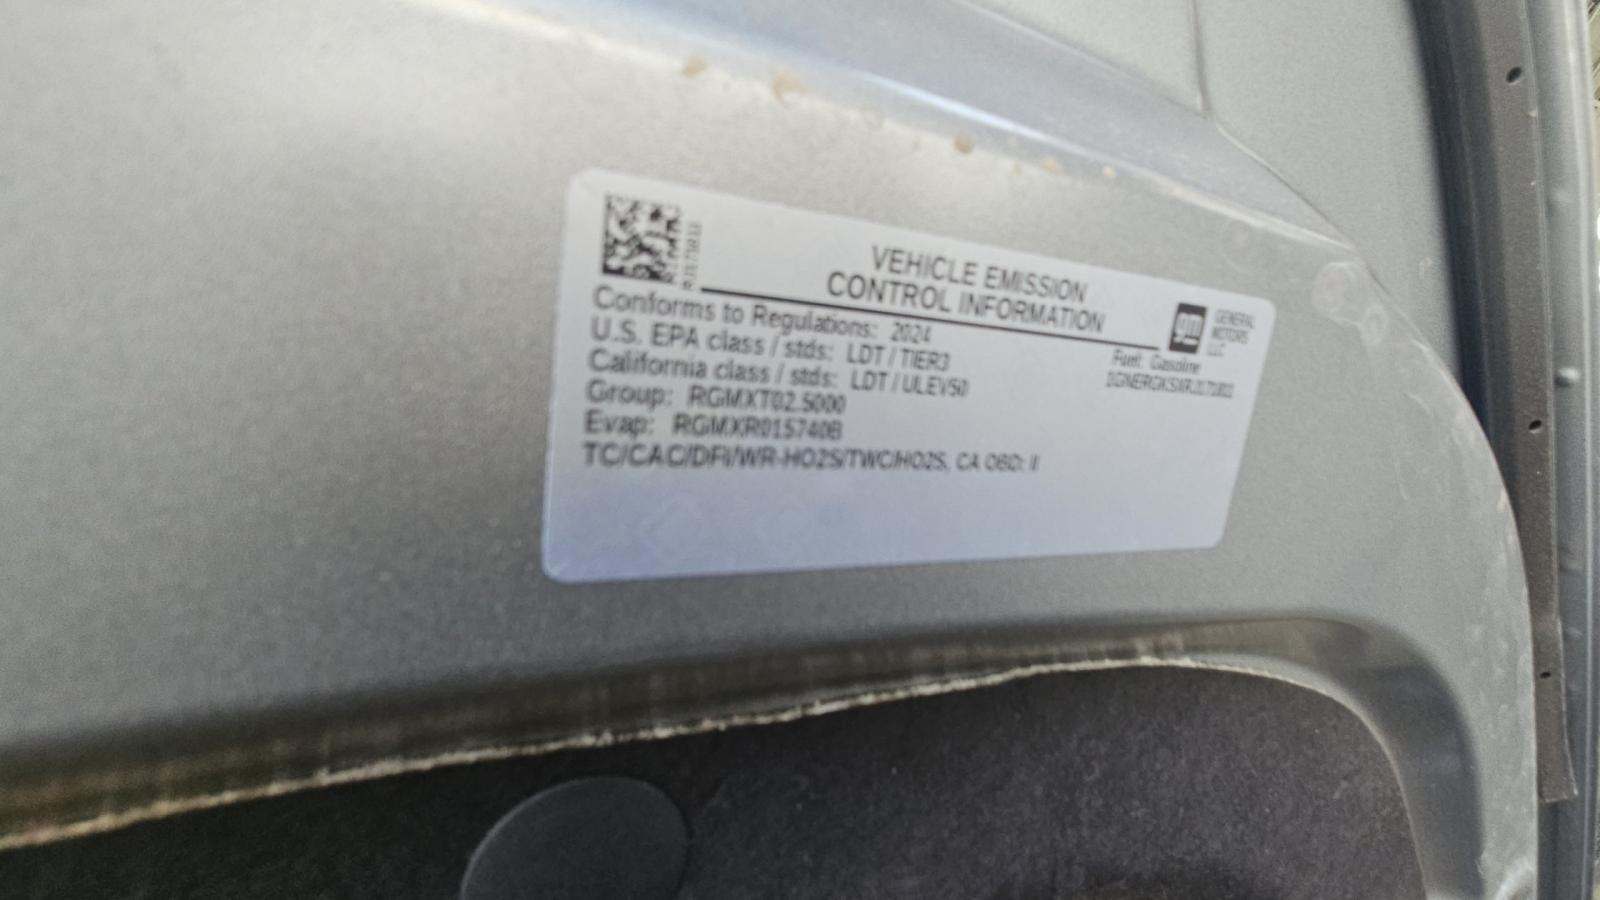 VEHICLE EMISSION
CONTROL INFORMATION
gm
GENERAL
MOTORS
LLC
Conforms to Regulations: 2024
U.S. EPA class / stds: LDT / TIER3
California class / stds: LDT / ULEV50
Fuel: Gasoline
Group: RGMXT02.5000
Evap: RGMXR0157408
TC/CAC/DFI/WR-HO2S/TWC/HO2S, CA OBD: II